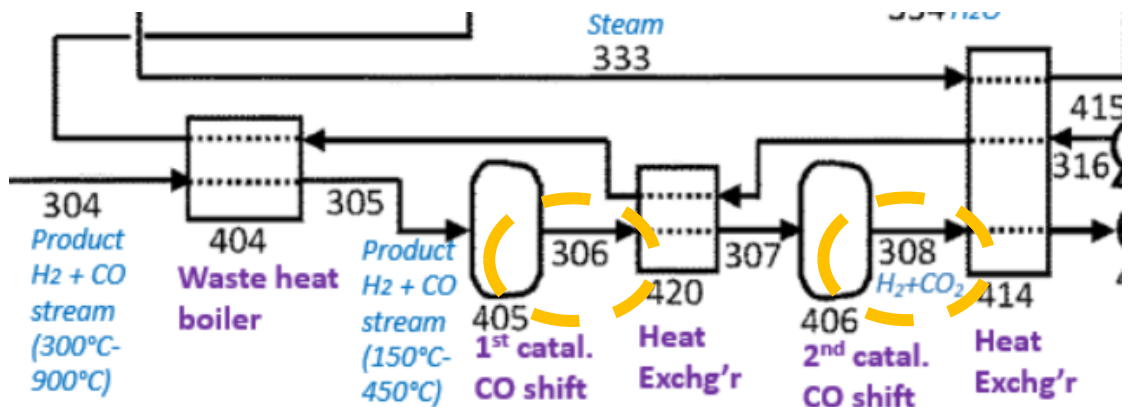 H2O
Steam
333
415
316
304
305
306
307
308
H2+CO2
404
405
420
406
414
Product
H2 + CO
stream
(300°C-
900°C)
Waste heat
boiler
Product
H2 + CO
stream
(150°C-
450°C)
1st catal.
CO shift
Heat
Exchg'r
2nd catal.
CO shift
Heat
Exchg'r